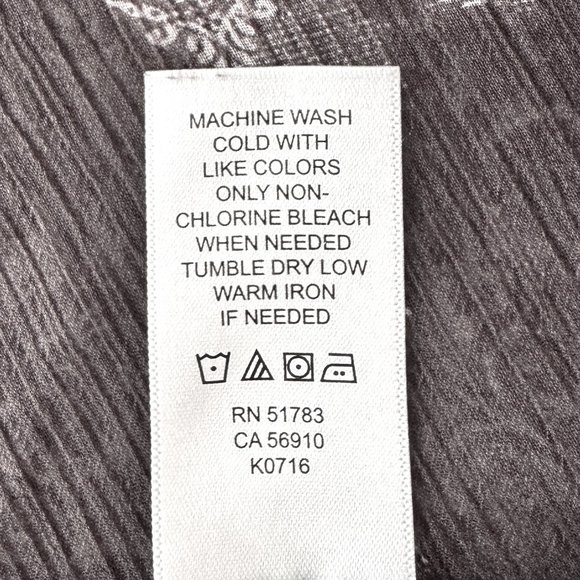 MACHINE WASH
COLD WITH
LIKE COLORS
ONLY NON-
CHLORINE BLEACH
WHEN NEEDED
TUMBLE DRY LOW
WARM IRON
IF NEEDED
RN 51783
CA 56910
K0716